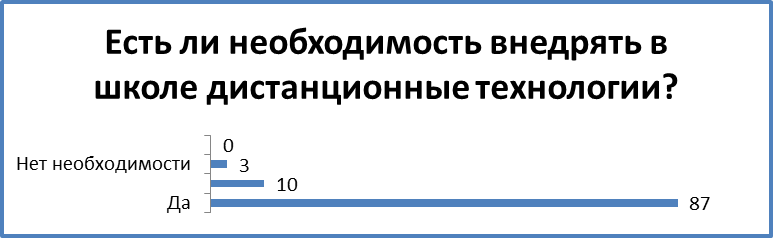 Есть ли необходимость внедрять в
школе дистанционные технологии?
0
Нет необходимости 3
10
Да 87